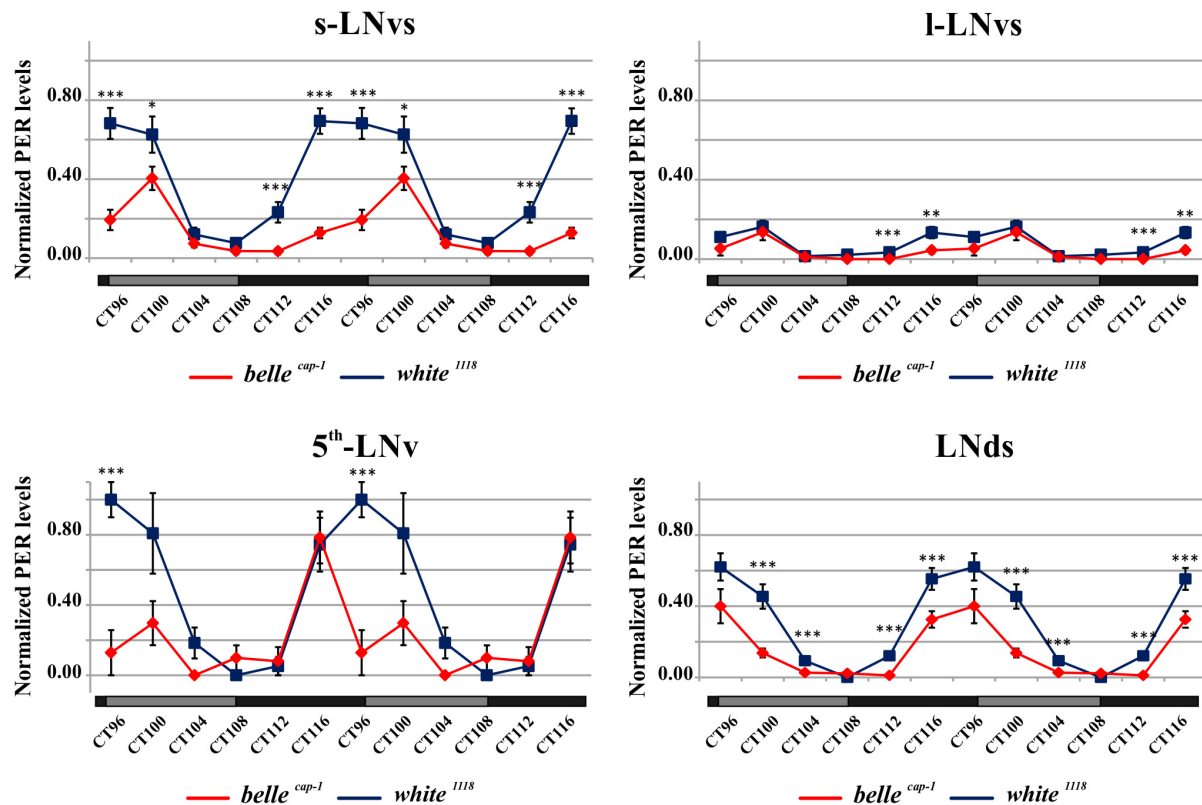 s-LNvs
Normalized PER levels
0.80
0.40
0.00
*** * *** *** *** * *** ***
CT96 CT100 CT104 CT108 CT112 CT116 CT96 CT100 CT104 CT108 CT112 CT116
belle cap-1 white 1118
l-LNvs
Normalized PER levels
0.80
0.40
0.00
*** ** *** **
CT96 CT100 CT104 CT108 CT112 CT116 CT96 CT100 CT104 CT108 CT112 CT116
belle cap-1 white 1118
5th-LNv
Normalized PER levels
0.80
0.40
0.00
*** ***
CT96 CT100 CT104 CT108 CT112 CT116 CT96 CT100 CT104 CT108 CT112 CT116
belle cap-1 white 1118
LNds
Normalized PER levels
0.80
0.40
0.00
*** *** *** *** *** *** *** ***
CT96 CT100 CT104 CT108 CT112 CT116 CT96 CT100 CT104 CT108 CT112 CT116
belle cap-1 white 1118